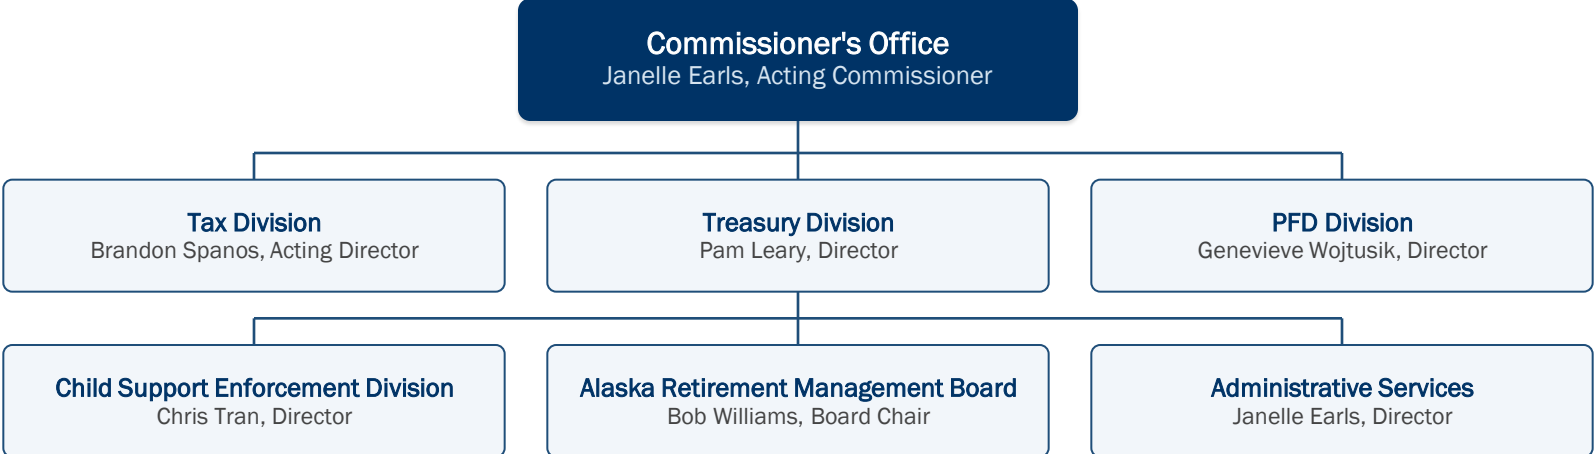 Commissioner's Office
Janelle Earls, Acting Commissioner
Tax Division
Brandon Spanos, Acting Director
Treasury Division
Pam Leary, Director
PFD Division
Genevieve Wojtusik, Director
Child Support Enforcement Division
Chris Tran, Director
Alaska Retirement Management Board
Bob Williams, Board Chair
Administrative Services
Janelle Earls, Director